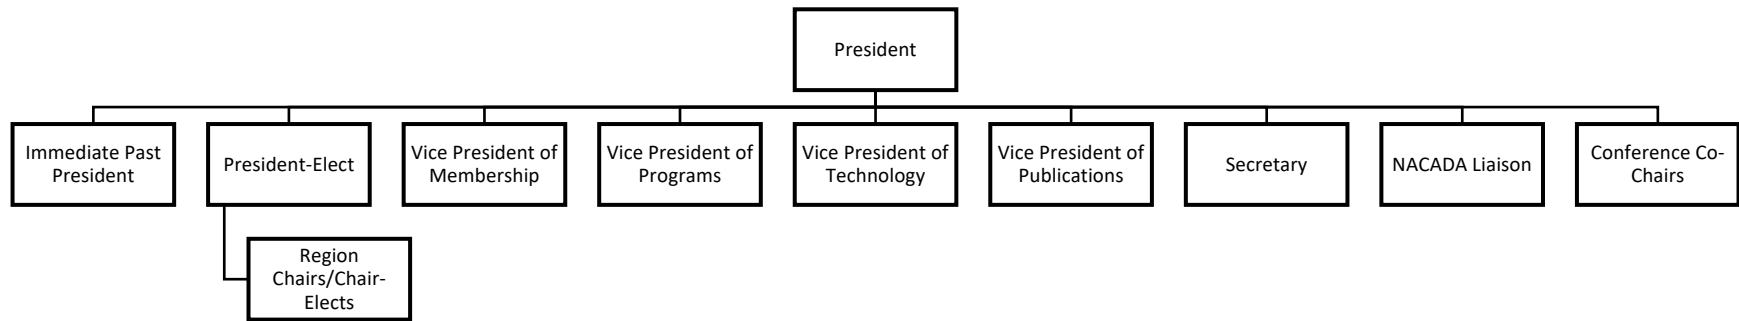 President
Immediate Past
President
President-Elect
Vice President of
Membership
Vice President of
Programs
Vice President of
Technology
Vice President of
Publications
Secretary
NACADA Liaison
Conference Co-
Chairs
Region
Chairs/Chair-
Elects